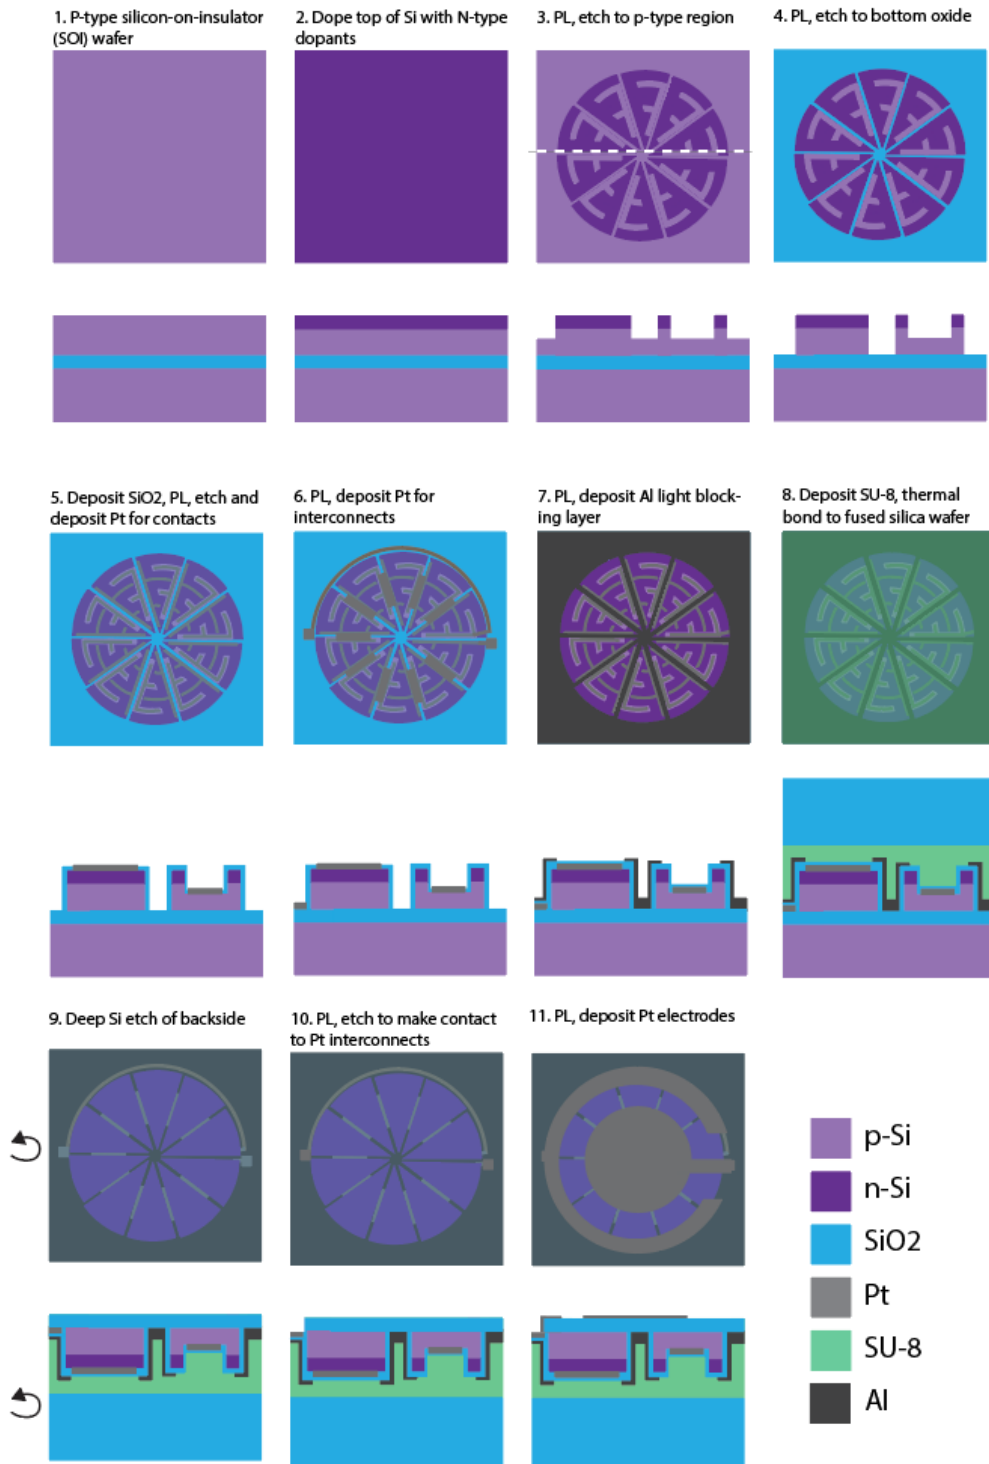 1. P-type silicon-on-insulator
(SOI) wafer
2. Dope top of Si with N-type
dopants
3. PL, etch to p-type region
4. PL, etch to bottom oxide
5. Deposit SiO2, PL, etch and
deposit Pt for contacts
6. PL, deposit Pt for
interconnects
7. PL, deposit Al light block-
ing layer
8. Deposit SU-8, thermal
bond to fused silica wafer
9. Deep Si etch of backside
10. PL, etch to make contact
to Pt interconnects
11. PL, deposit Pt electrodes
p-Si
n-Si
SiO2
Pt
SU-8
Al